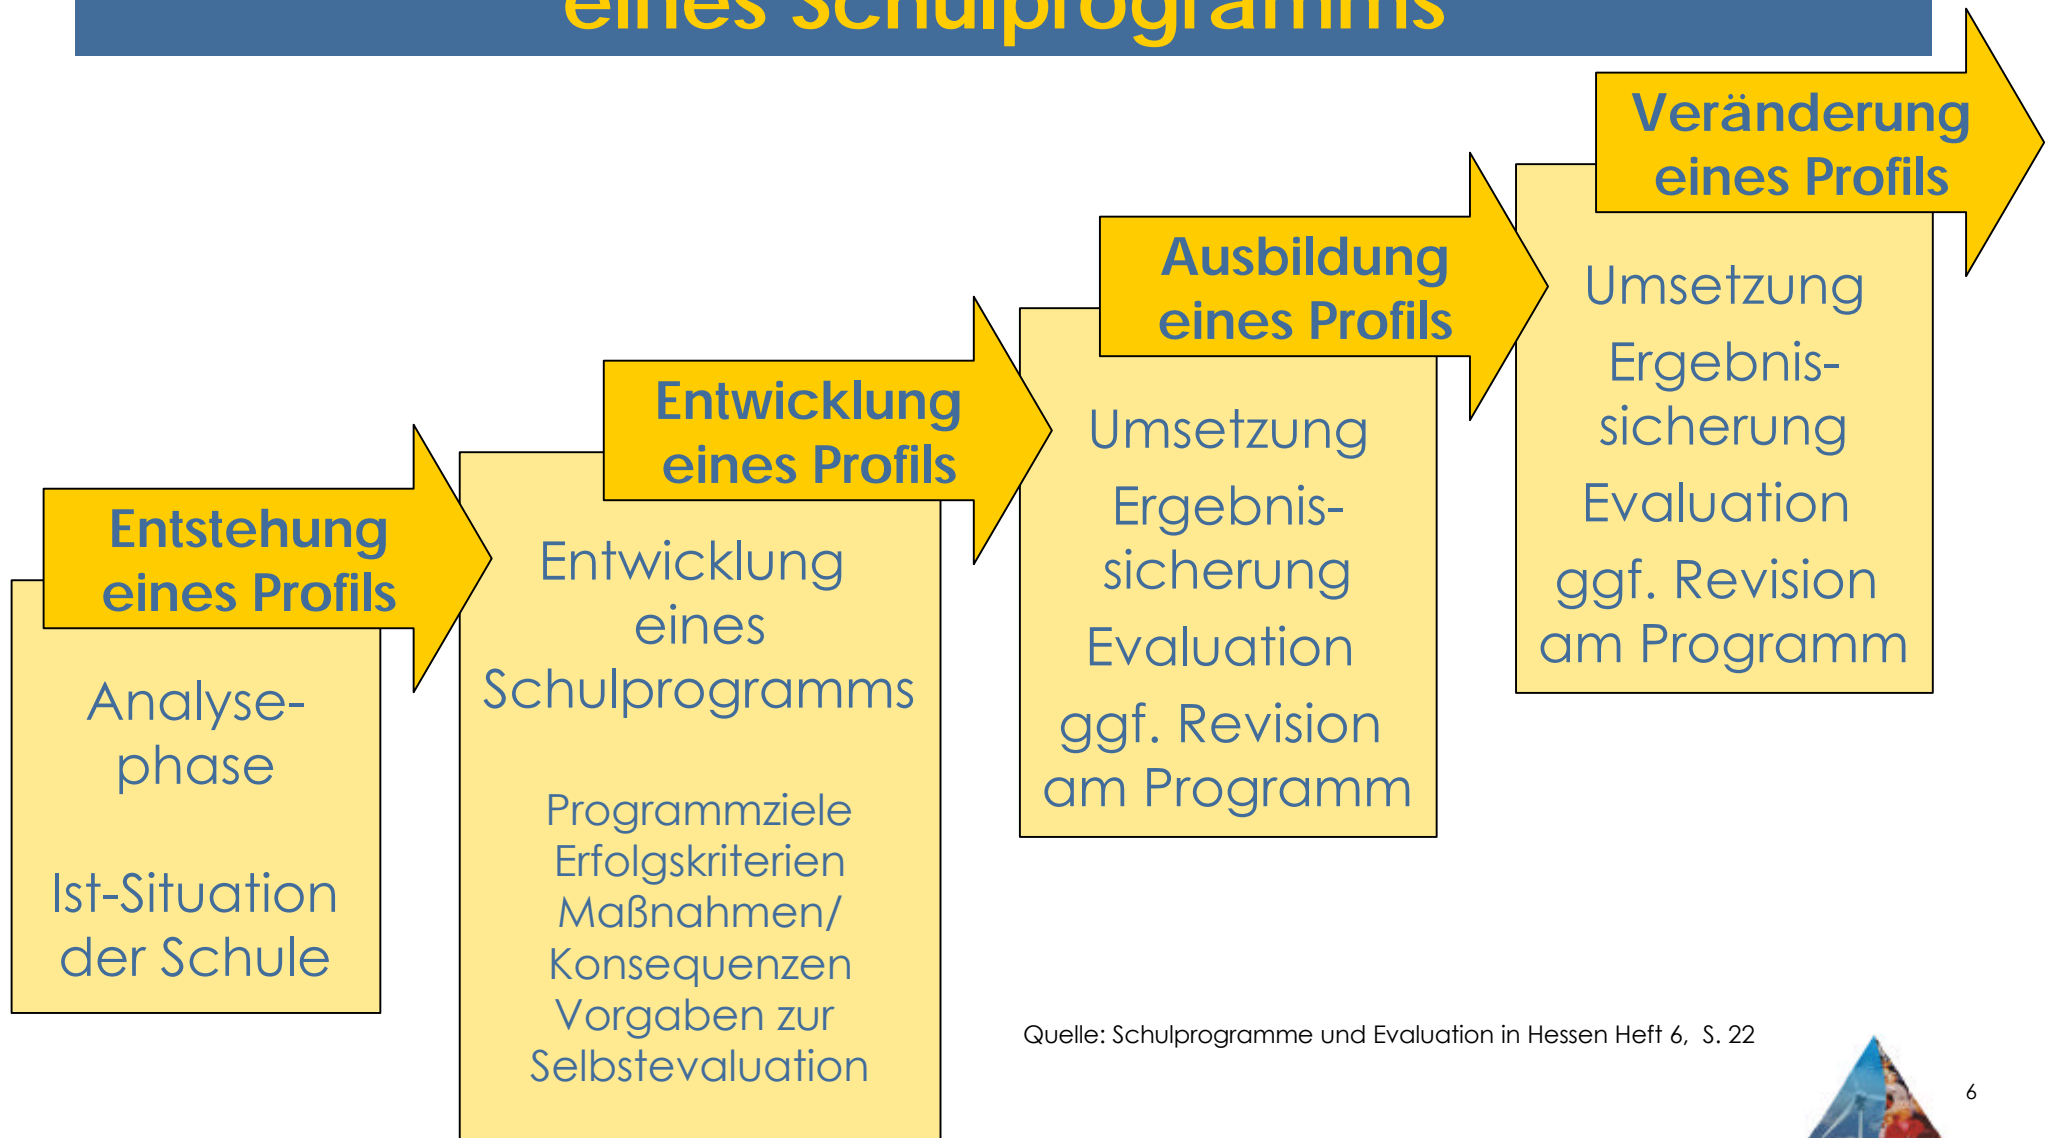 eines Schulprogramms
Entstehung
eines Profils
Analyse-
phase
Ist-Situation
der Schule
Entwicklung
eines Profils
Entwicklung
eines
Schulprogramms
Programmziele
Erfolgskriterien
Maßnahmen/
Konsequenzen
Vorgaben zur
Selbstevaluation
Ausbildung
eines Profils
Umsetzung
Ergebnis-
sicherung
Evaluation
ggf. Revision
am Programm
Veränderung
eines Profils
Umsetzung
Ergebnis-
sicherung
Evaluation
ggf. Revision
am Programm
Quelle: Schulprogramme und Evaluation in Hessen Heft 6, S. 22
6